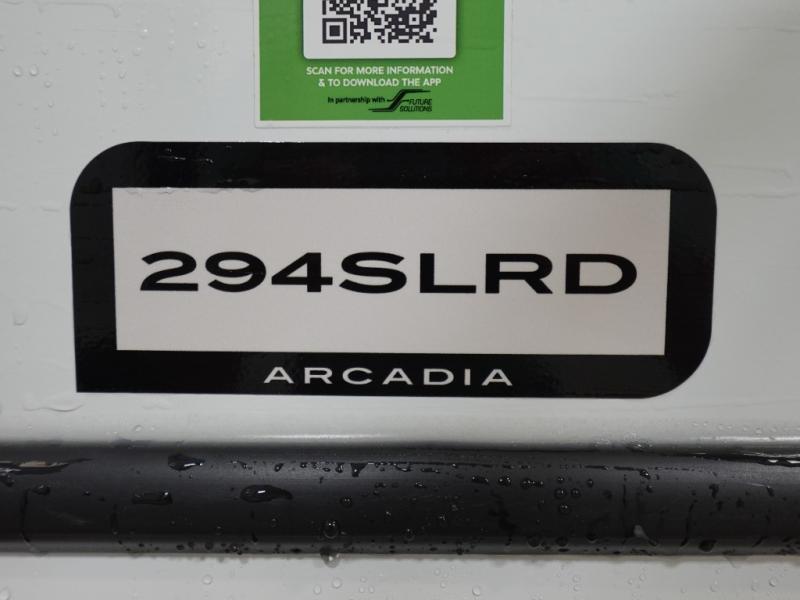 SCAN FOR MORE INFORMATION
& TO DOWNLOAD THE APP
In partnership with FUTURE
SOLUTIONS
294SLRD
ARCADIA